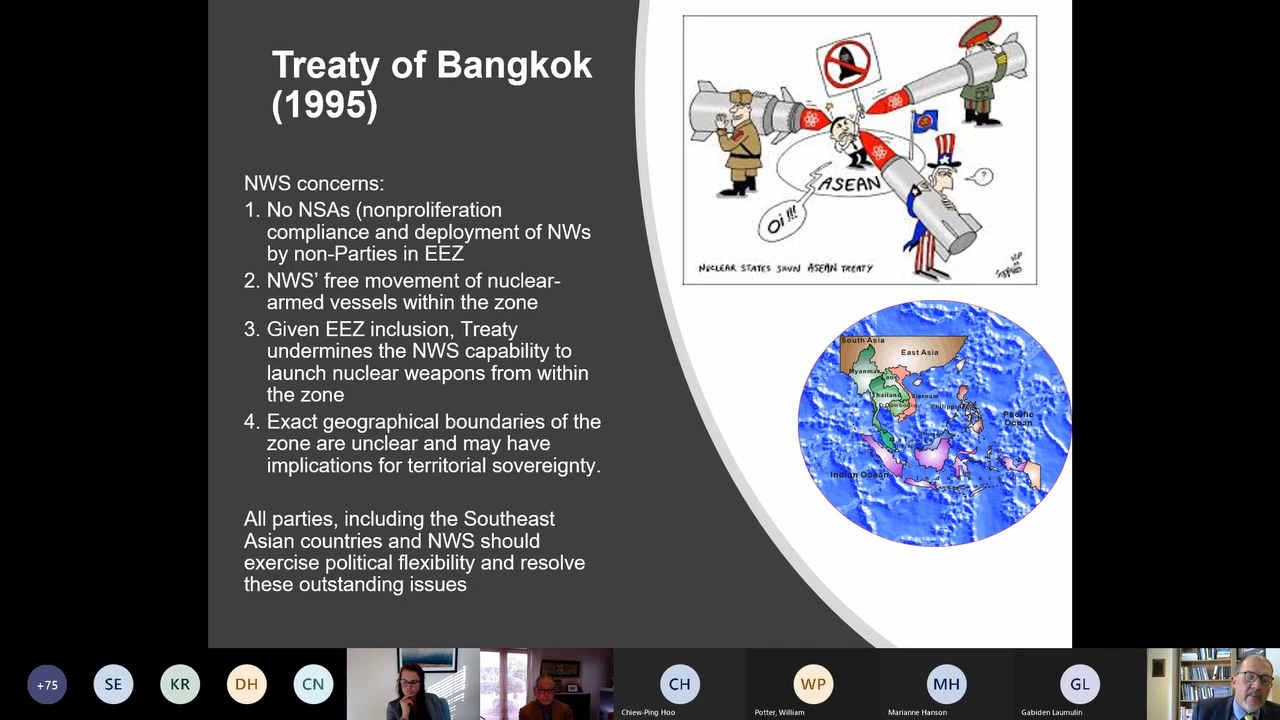 Treaty of Bangkok
(1995)
NWS concerns:
1. No NSAs (nonproliferation
compliance and deployment of NWs
by non-Parties in EEZ
2. NWS' free movement of nuclear-
armed vessels within the zone
3. Given EEZ inclusion, Treaty
undermines the NWS capability to
launch nuclear weapons from within
the zone
4. Exact geographical boundaries of the
zone are unclear and may have
implications for territorial sovereignty.
All parties, including the Southeast
Asian countries and NWS should
exercise political flexibility and resolve
these outstanding issues
?
ASEAN
Oi!!!
NUCLEAR STATES SHUN ASEAN TREATY
South Asia
East Asia
Myanmar
Laos
Thailand
Vietnam
Cambodia
Philippines
Pacific
Ocean
Indian Ocean
+75
SE
KR
DH
CN
CH
WP
MH
GL
Chiew-Ping Hoo
Potter, William
Marianne Hanson
Gabiden Laumulin